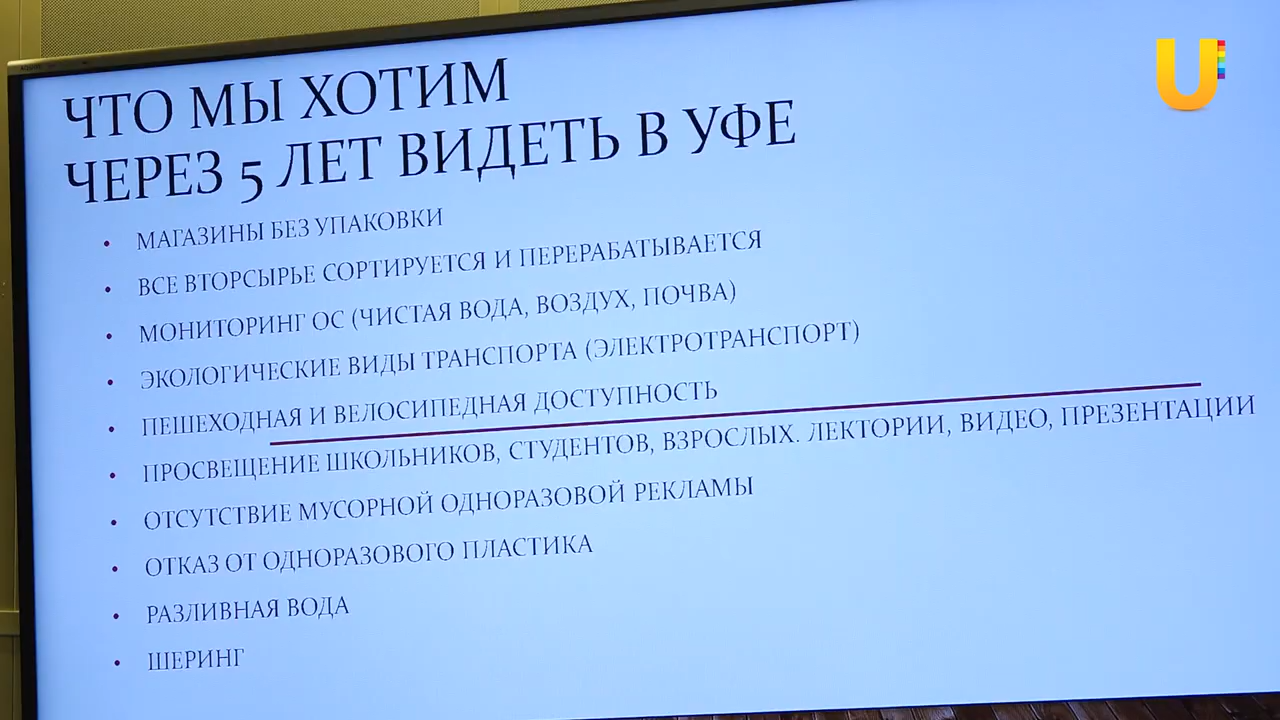 ЧТО МЫ ХОТИМ
ЧЕРЕЗ 5 ЛЕТ ВИДЕТЬ В УФЕ
• МАГАЗИНЫ БЕЗ УПАКОВКИ
• ВСЕ ВТОРСЫРЬЕ СОРТИРУЕТСЯ И ПЕРЕРАБАТЫВАЕТСЯ
• МОНИТОРИНГ ОС (ЧИСТАЯ ВОДА, ВОЗДУХ, ПОЧВА)
• ЭКОЛОГИЧЕСКИЕ ВИДЫ ТРАНСПОРТА (ЭЛЕКТРОТРАНСПОРТ)
• ПЕШЕХОДНАЯ И ВЕЛОСИПЕДНАЯ ДОСТУПНОСТЬ
• ПРОСВЕЩЕНИЕ ШКОЛЬНИКОВ, СТУДЕНТОВ, ВЗРОСЛЫХ. ЛЕКТОРИИ, ВИДЕО, ПРЕЗЕНТАЦИИ
• ОТСУТСТВИЕ МУСОРНОЙ ОДНОРАЗОВОЙ РЕКЛАМЫ
• ОТКАЗ ОТ ОДНОРАЗОВОГО ПЛАСТИКА
• РАЗЛИВНАЯ ВОДА
• ШЕРИНГ
U